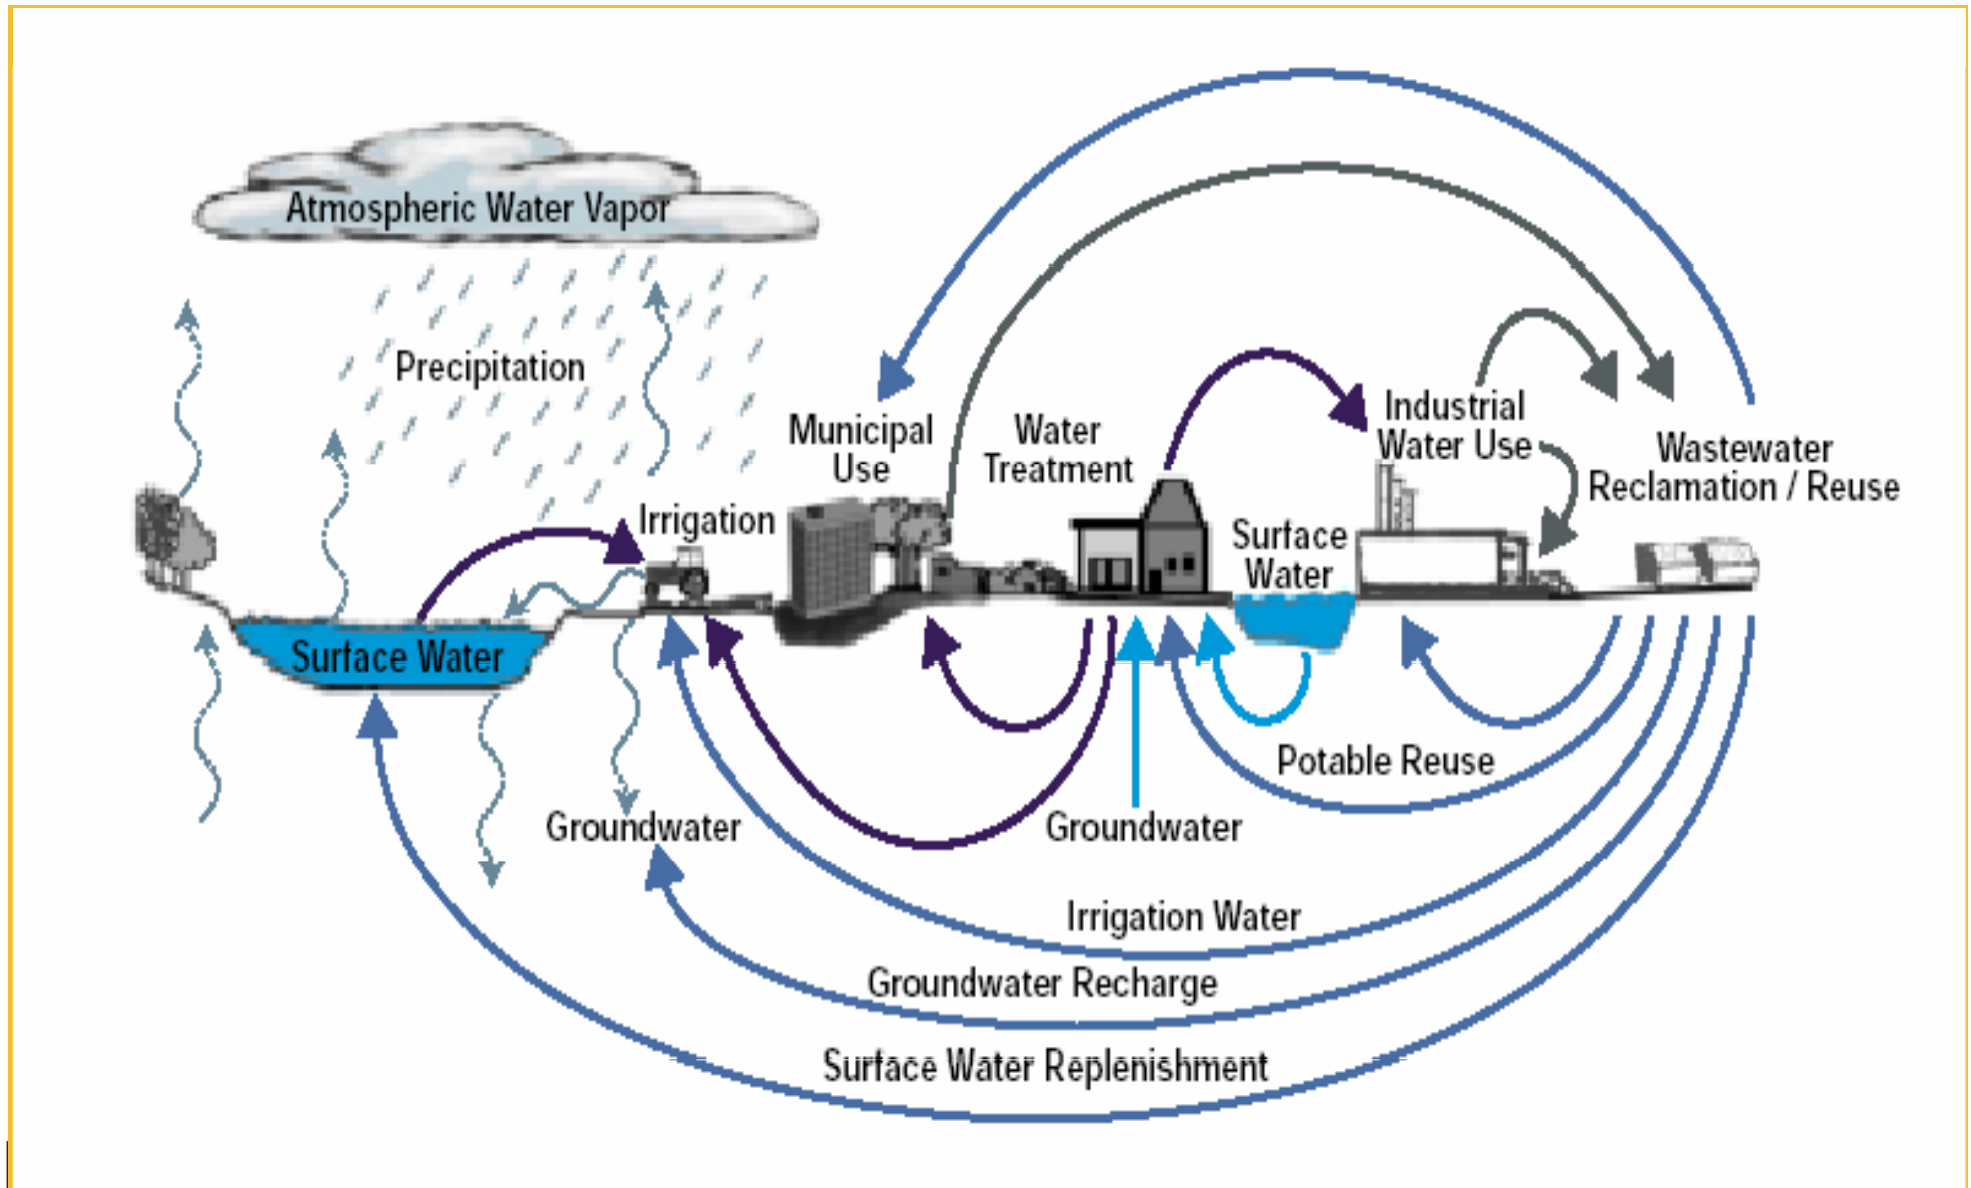 Atmospheric Water Vapor
Precipitation
Municipal
Use
Water
Treatment
Industrial
Water Use
Wastewater
Reclamation / Reuse
Irrigation
Surface
Water
Surface Water
Potable Reuse
Groundwater
Groundwater
Irrigation Water
Groundwater Recharge
Surface Water Replenishment